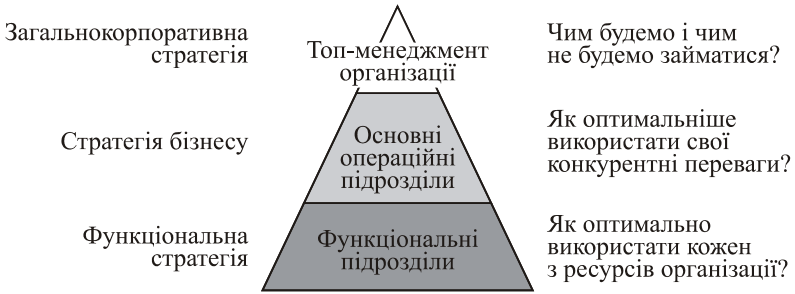 Загальнокорпоративна
стратегія
Топ-менеджмент
організації
Чим будемо і чим
не будемо займатися?
Стратегія бізнесу
Основні
операційні
підрозділи
Як оптимальніше
використати свої
конкурентні переваги?
Функціональна
стратегія
Функціональні
підрозділи
Як оптимально
використати кожен
з ресурсів організації?